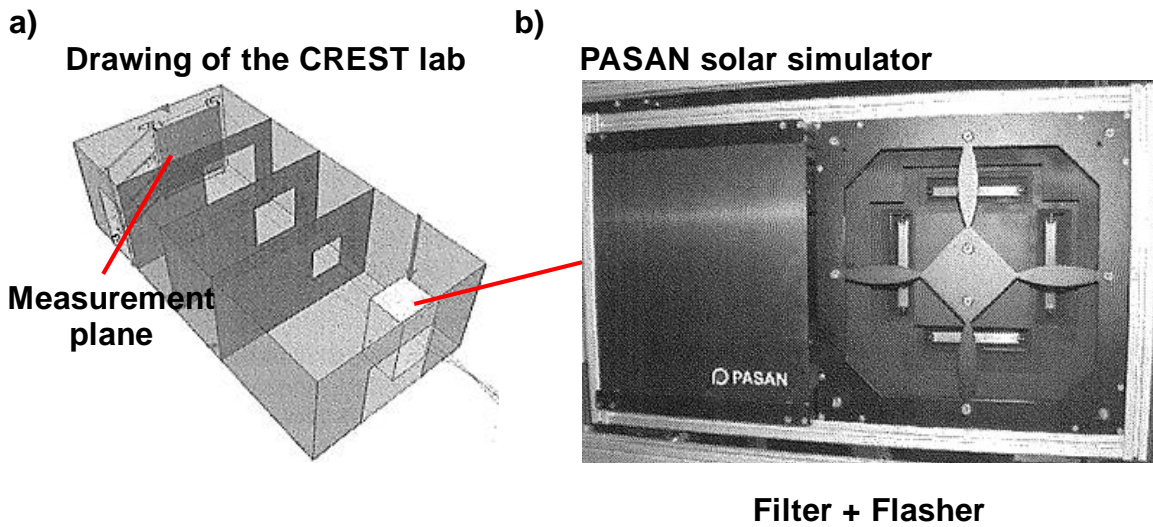 a)
Drawing of the CREST lab
Measurement
plane
b)
PASAN solar simulator
PASAN
Filter + Flasher